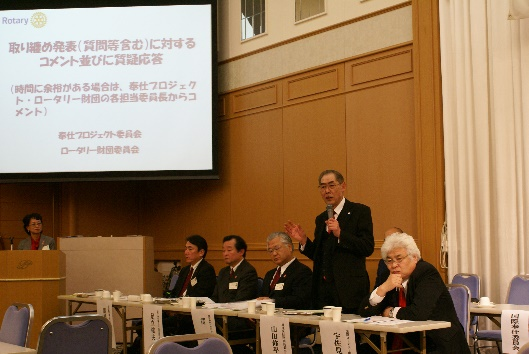 Rotary
取り纏め発表(質問等含む)に対する
コメント並びに質疑応答
(時間に余裕がある場合は、奉仕プロジェク
ト・ロータリー財団の各担当委員長からコ
メント)
奉仕プロジェクト委員会
ロータリー財団委員会